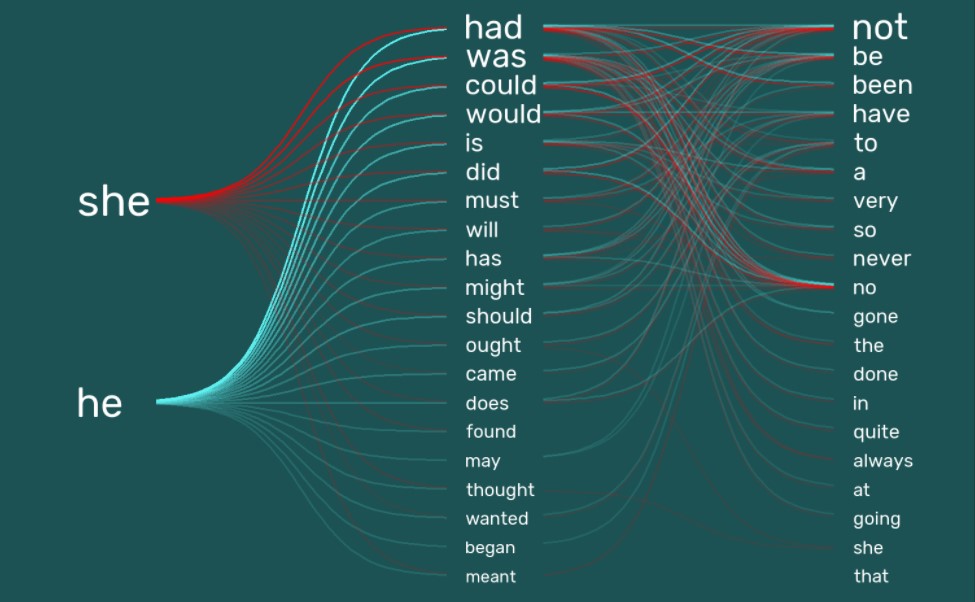 she
he
had
was
could
would
is
did
must
will
has
might
should
ought
came
does
found
may
thought
wanted
began
meant
not
be
been
have
to
a
very
so
never
no
gone
the
done
in
quite
always
at
going
she
that